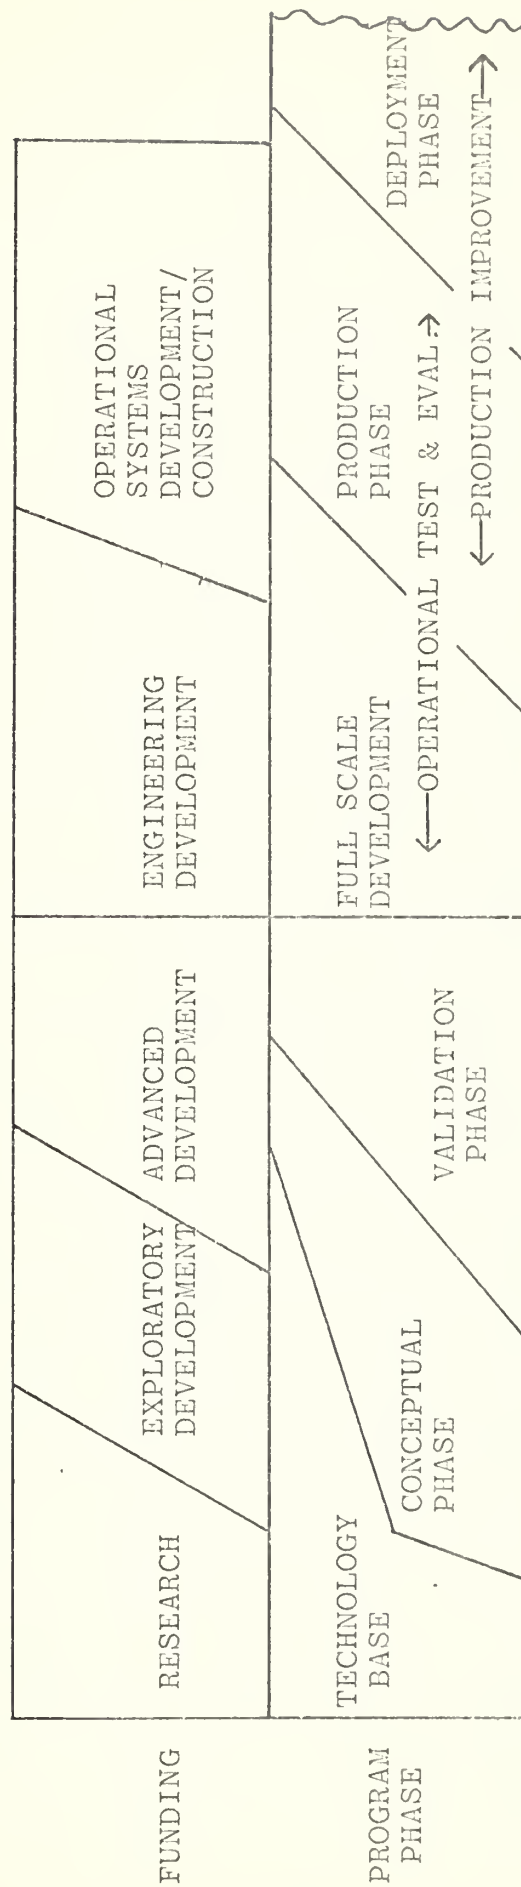 FUNDING
RESEARCH
EXPLORATORY
DEVELOPMENT
ADVANCED
DEVELOPMENT
ENGINEERING
DEVELOPMENT
OPERATIONAL
SYSTEMS
DEVELOPMENT/
CONSTRUCTION
PROGRAM
PHASE
TECHNOLOGY
BASE
CONCEPTUAL
PHASE
VALIDATION
PHASE
FULL SCALE
DEVELOPMENT
PRODUCTION
PHASE
DEPLOYMENT
PHASE
OPERATIONAL TEST & EVAL.
PRODUCTION IMPROVEMENT